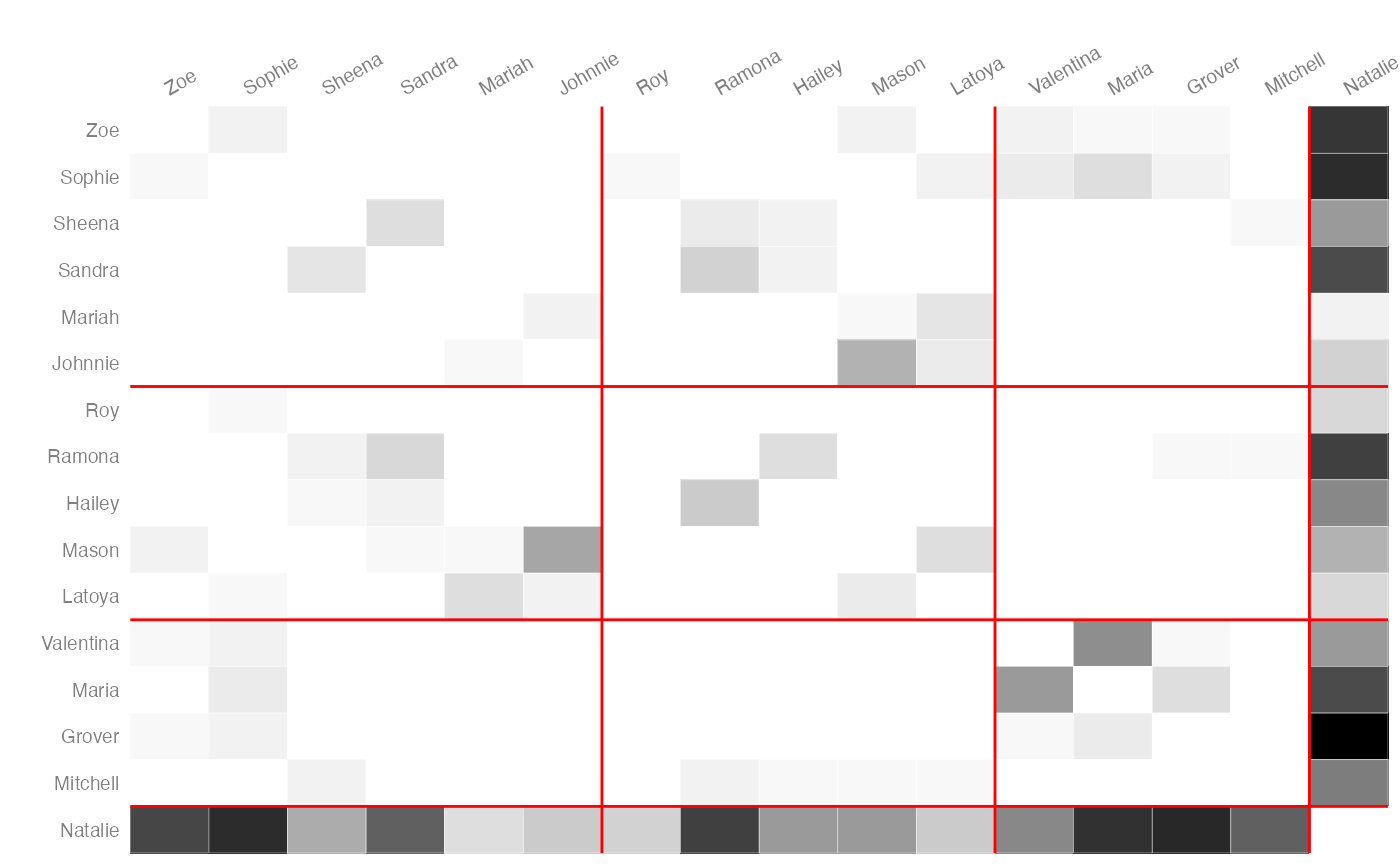 Zoe Sophie Sheena Sandra Mariah Johnnie Roy Ramona Hailey Mason Latoya Valentina Maria Grover Mitchell Natalie
Zoe
Sophie
Sheena
Sandra
Mariah
Johnnie
Roy
Ramona
Hailey
Mason
Latoya
Valentina
Maria
Grover
Mitchell
Natalie